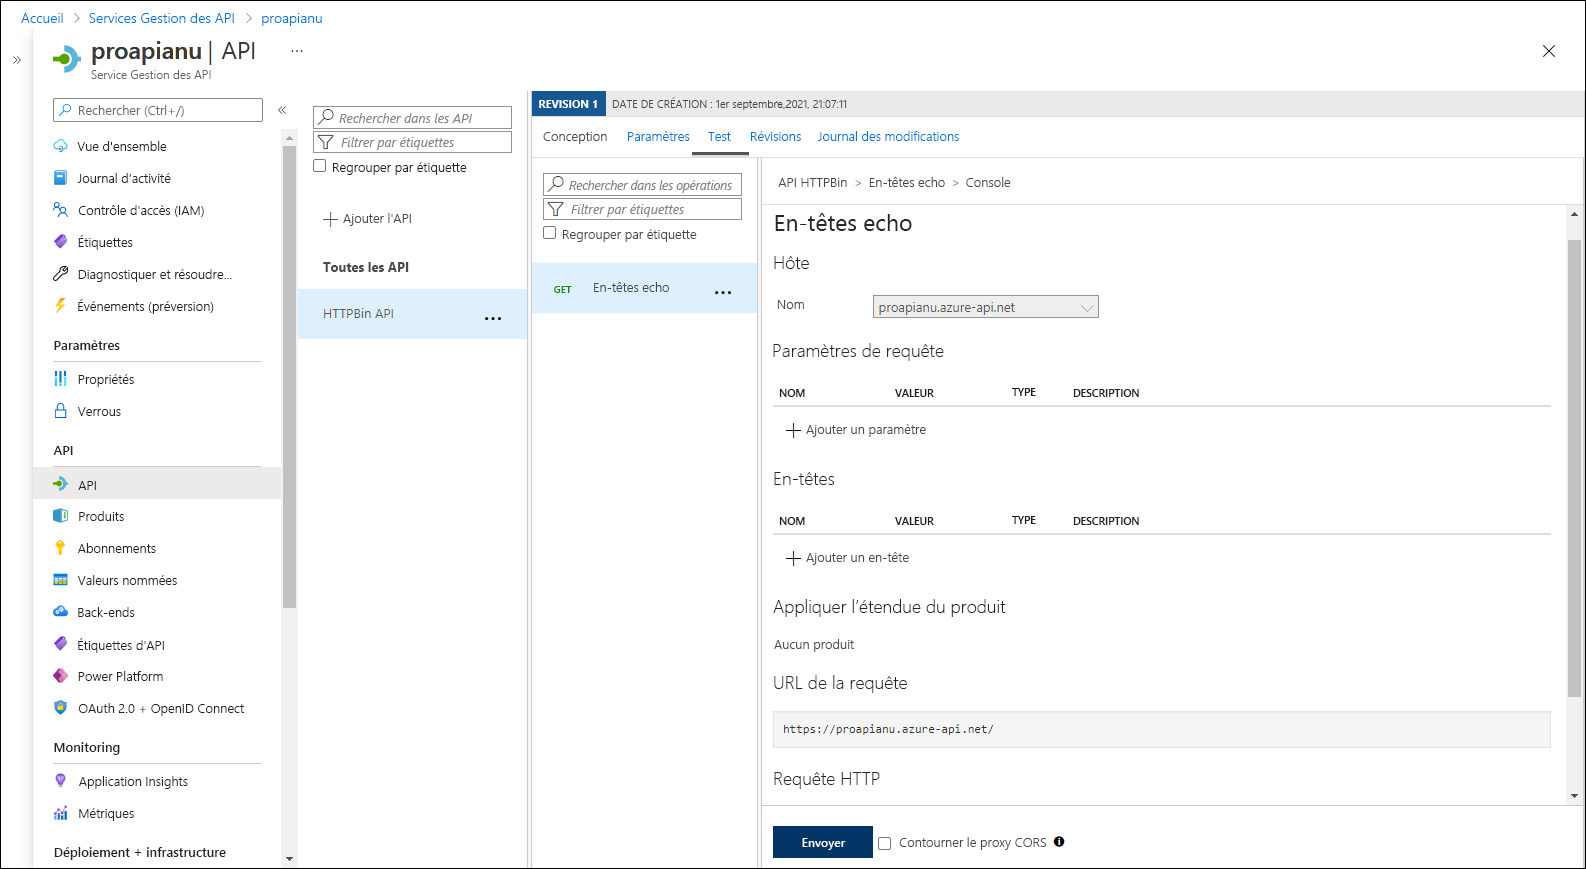 Accueil > Services Gestion des API > proapianu
»
proapianu | API ...
Service Gestion des API
Rechercher (Ctrl+/)
«
Vue d'ensemble
Journal d'activité
Contrôle d'accès (IAM)
Étiquettes
Diagnostiquer et résoudre...
Événements (préversion)
Paramètres
Propriétés
Verrous
API
API
Produits
Abonnements
Valeurs nommées
Back-ends
Étiquettes d'API
Power Platform
OAuth 2.0 + OpenID Connect
Monitoring
Application Insights
Métriques
Déploiement + infrastructure
Rechercher dans les API
Filtrer par étiquettes
Regrouper par étiquette
Ajouter l'API
Toutes les API
HTTPBin API ...
REVISION 1 DATE DE CRÉATION : 1er septembre,2021, 21:07:11
Conception Paramètres Test Révisions Journal des modifications
Rechercher dans les opérations
Filtrer par étiquettes
Regrouper par étiquette
GET En-têtes echo ...
API HTTPBin > En-têtes echo > Console
En-têtes echo
Hôte
Nom proapianu.azure-api.net
Paramètres de requête
NOM VALEUR TYPE DESCRIPTION
Ajouter un paramètre
En-têtes
NOM VALEUR TYPE DESCRIPTION
Ajouter un en-tête
Appliquer l’étendue du produit
Aucun produit
URL de la requête
https://proapianu.azure-api.net/
Requête HTTP
Envoyer Contourner le proxy CORS